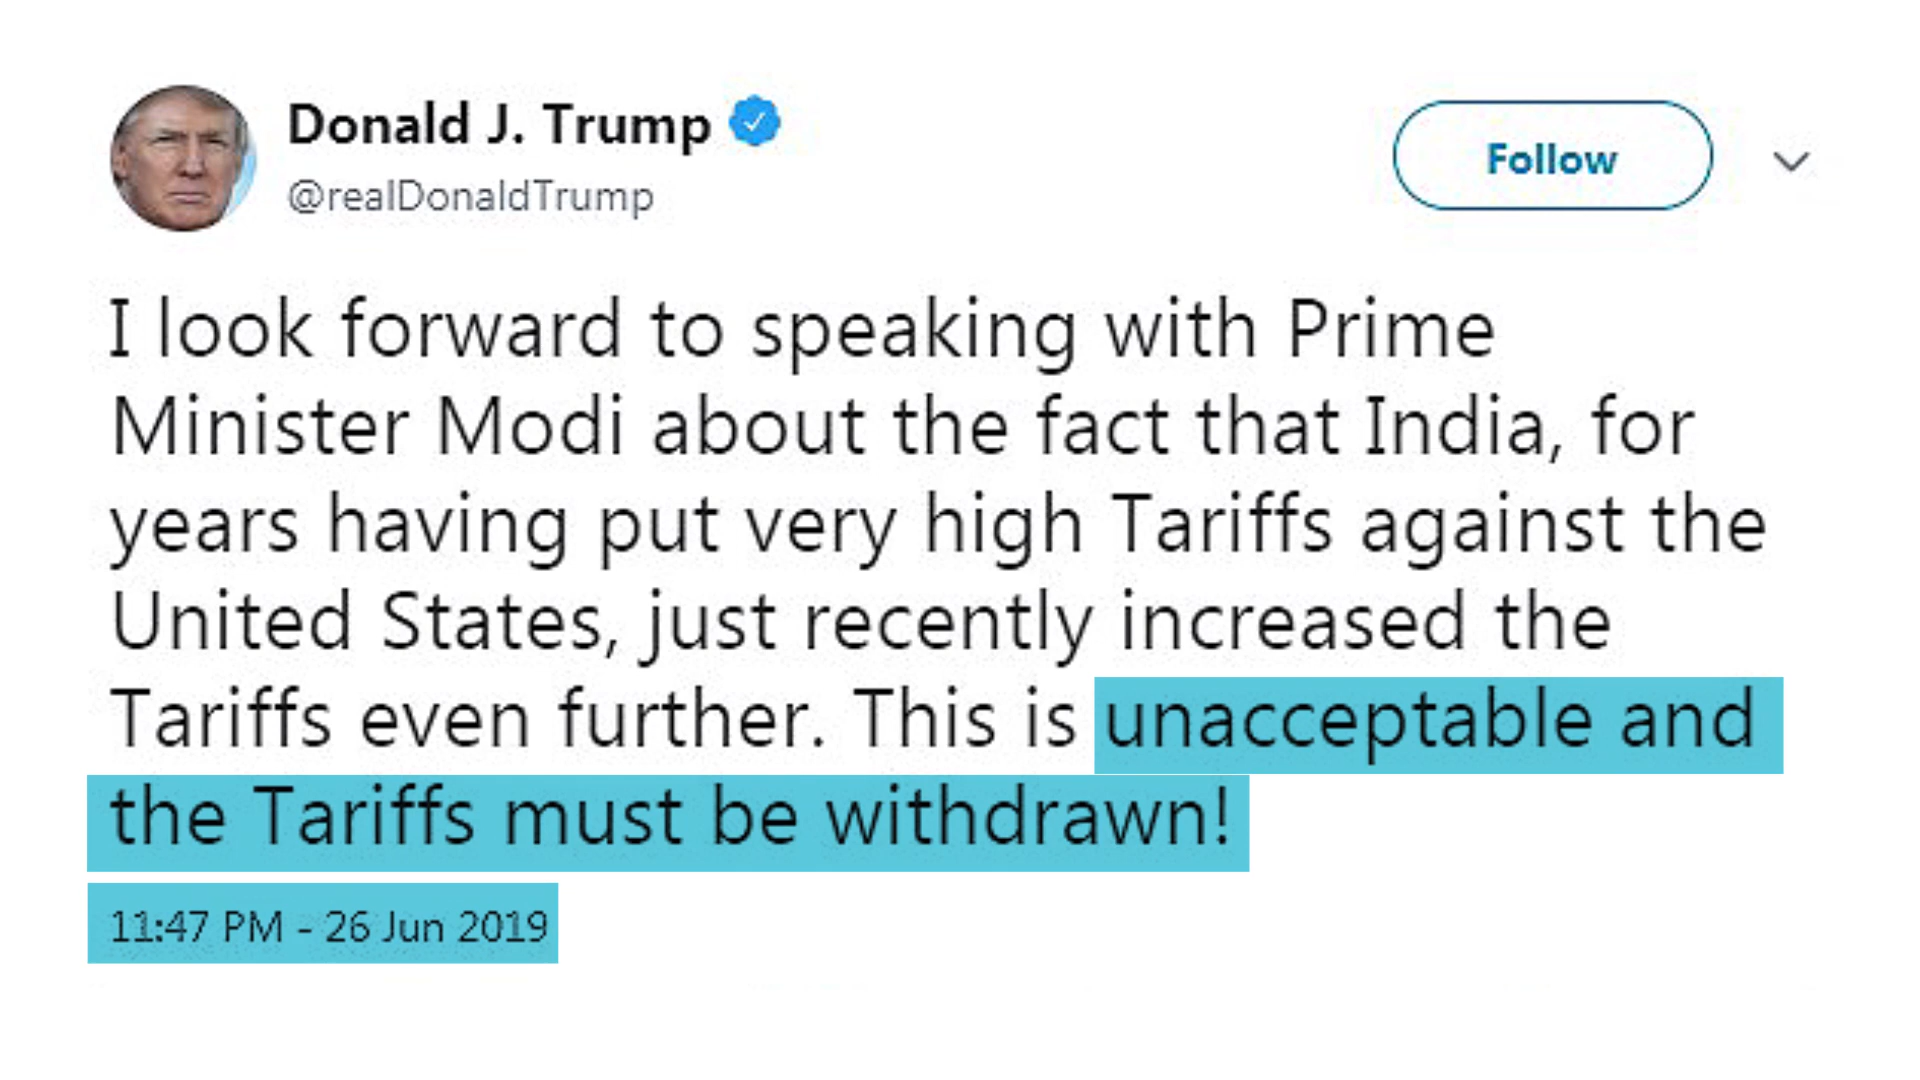 Donald J. Trump
@realDonaldTrump
Follow
I look forward to speaking with Prime
Minister Modi about the fact that India, for
years having put very high Tariffs against the
United States, just recently increased the
Tariffs even further. This is unacceptable and
the Tariffs must be withdrawn!
11:47 PM - 26 Jun 2019